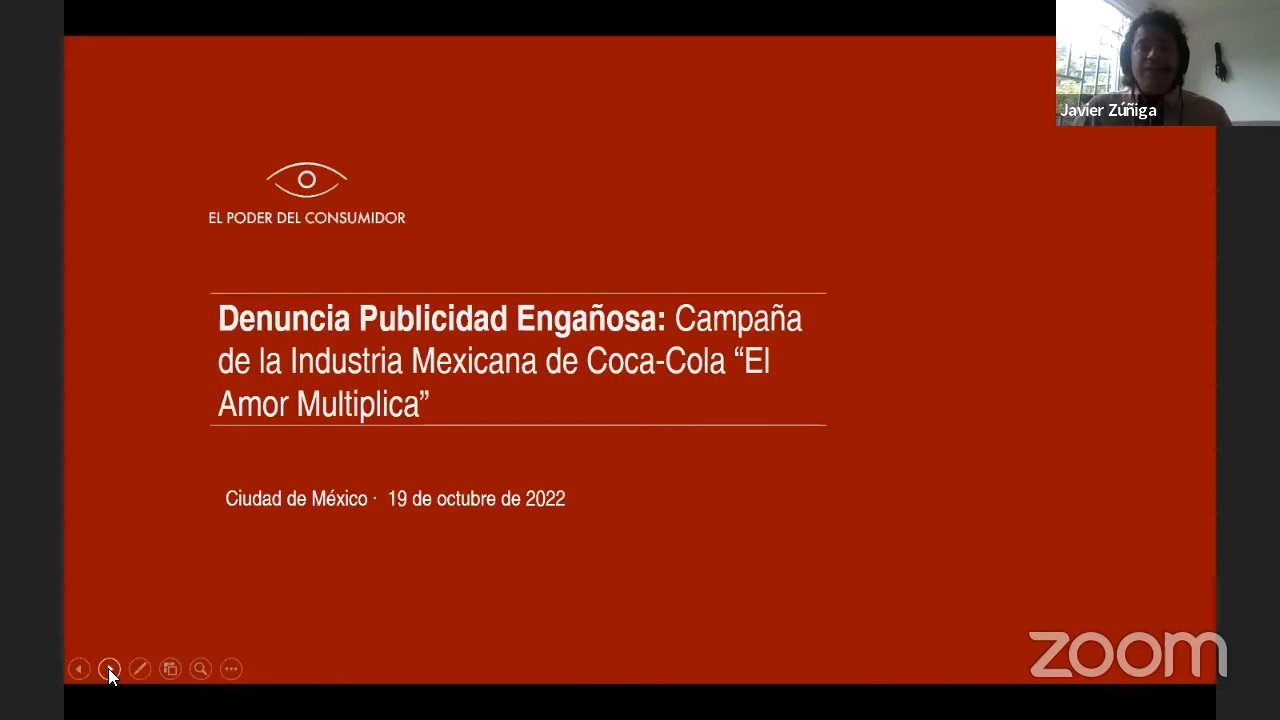 Javier Zúñiga
EL PODER DEL CONSUMIDOR
Denuncia Publicidad Engañosa: Campaña
de la Industria Mexicana de Coca-Cola “El
Amor Multiplica”
Ciudad de México · 19 de octubre de 2022
zoom